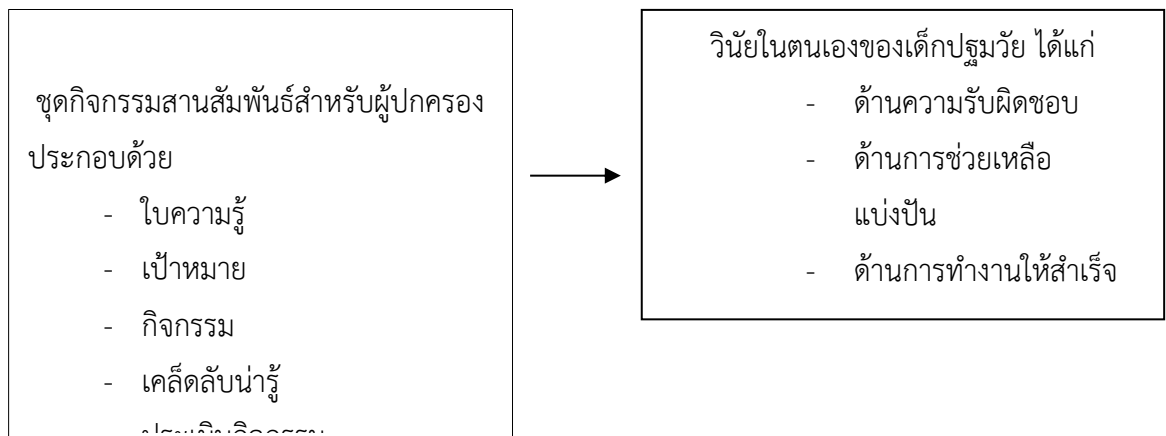 ชุดกิจกรรมสานสัมพันธ์สำหรับผู้ปกครอง
ประกอบด้วย
- ใบความรู้
- เป้าหมาย
- กิจกรรม
- เคล็ดลับน่ารู้
วินัยในตนเองของเด็กปฐมวัย ได้แก่
- ด้านความรับผิดชอบ
- ด้านการช่วยเหลือ
แบ่งปัน
- ด้านการทำงานให้สำเร็จ